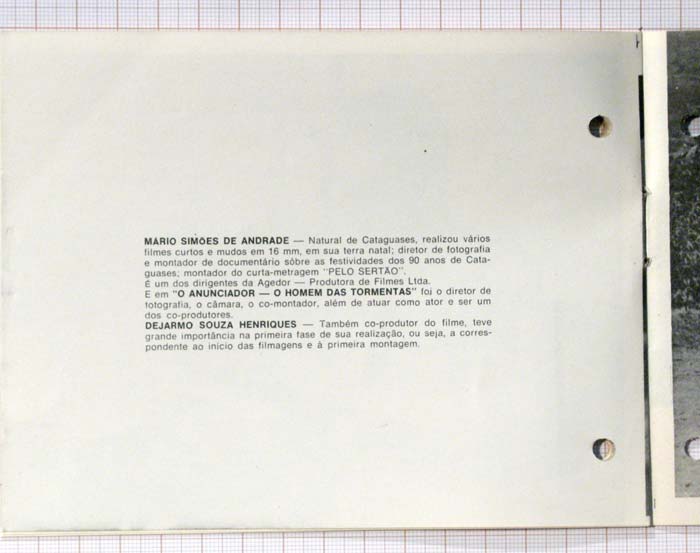 MARIO SIMÕES DE ANDRADE — Natural de Cataguases, realizou vários
filmes curtos e mudos em 16 mm, em sua terra natal; diretor de fotografia
e montador de documentário sôbre as festividades dos 90 anos de Cata-
guases; montador do curta-metragem "PELO SERTÃO".
É um dos dirigentes da Agedor — Produtora de Filmes Ltda.
E em "O ANUNCIADOR — O HOMEM DAS TORMENTAS" foi o diretor de
fotografia, o câmara, o co-montador, além de atuar como ator e ser um
dos co-produtores.
DEJARMO SOUZA HENRIQUES — Também co-produtor do filme, teve
grande importância na primeira fase de sua realização, ou seja, a corres-
pondente ao início das filmagens e à primeira montagem.